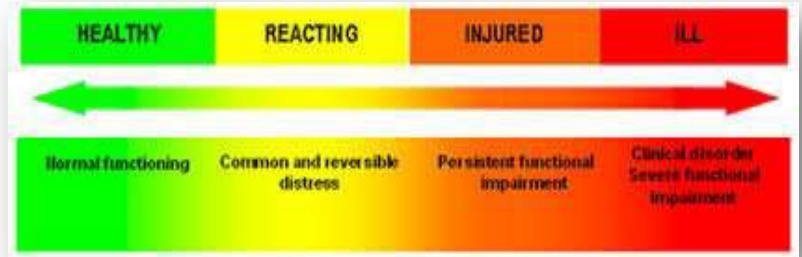 HEALTHY
REACTING
INJURED
ILL
Normal functioning
Common and reversible
distress
Persistent functional
impairment
Clinical disorder
Severe functional
impairment